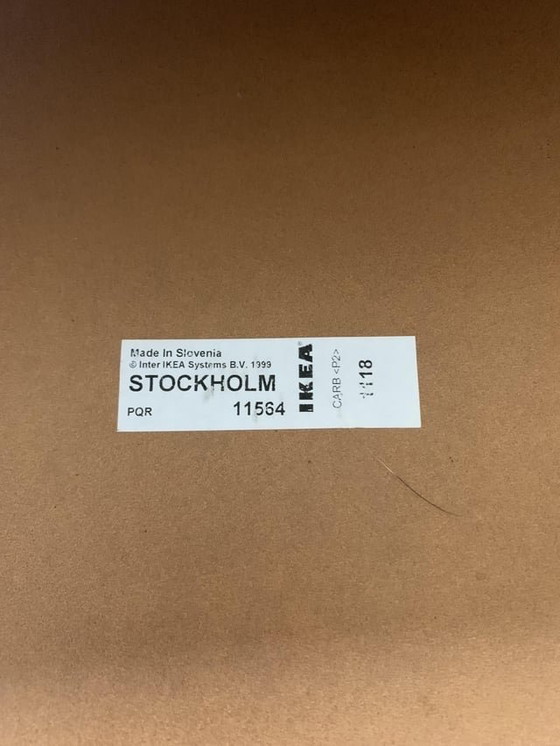 Made In Slovenia
© Inter IKEA Systems B.V. 1999
STOCKHOLM
PQR 11564
IKEA®
CARB <P2>
1118